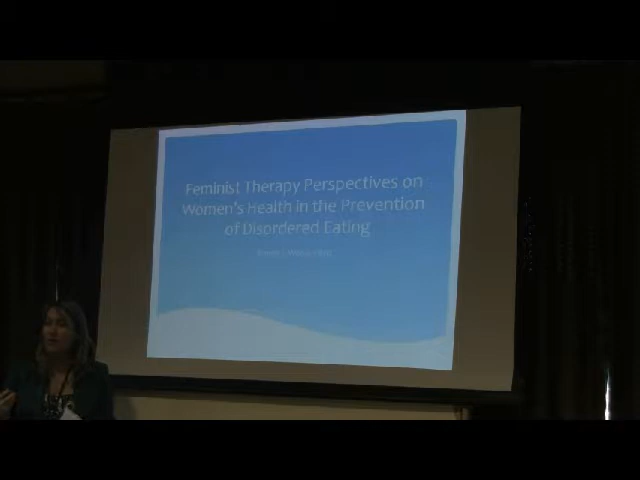 Feminist Therapy Perspectives on
Women's Health in the Prevention
of Disordered Eating